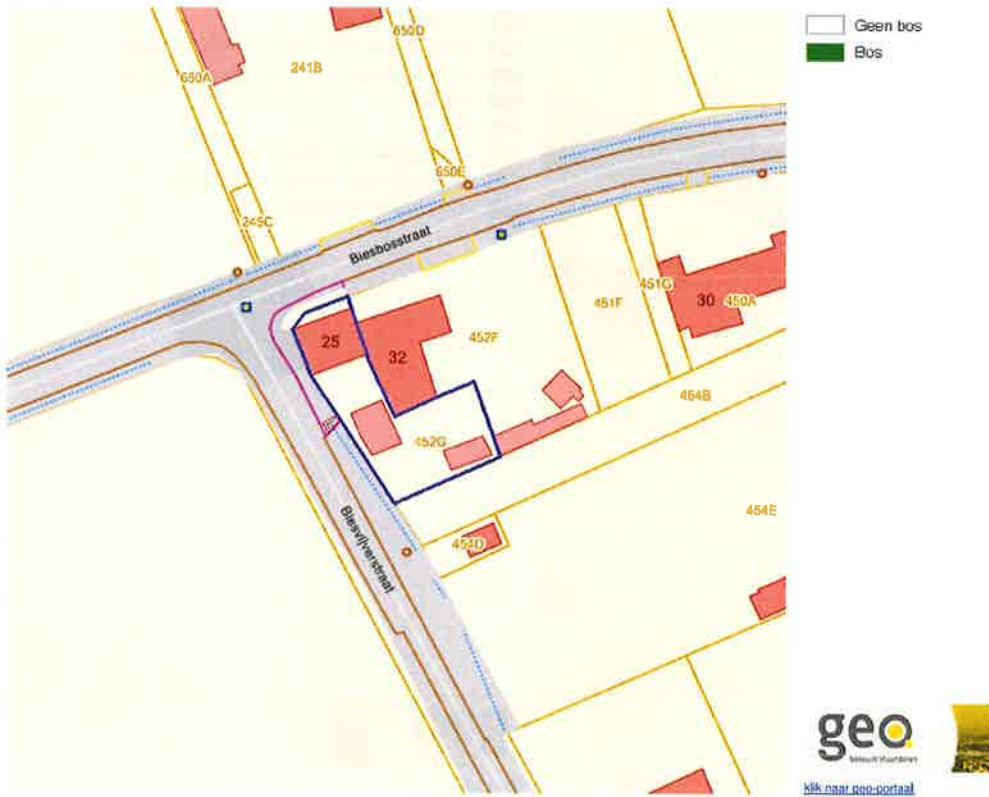 Geen bos
Bos
650D
650A
241B
650E
245C
Biesbosstraat
451G
451F
30
450A
25
32
452F
454B
452G
454E
454D
Biesvijverstraat
geo
klik naar geo-portaal